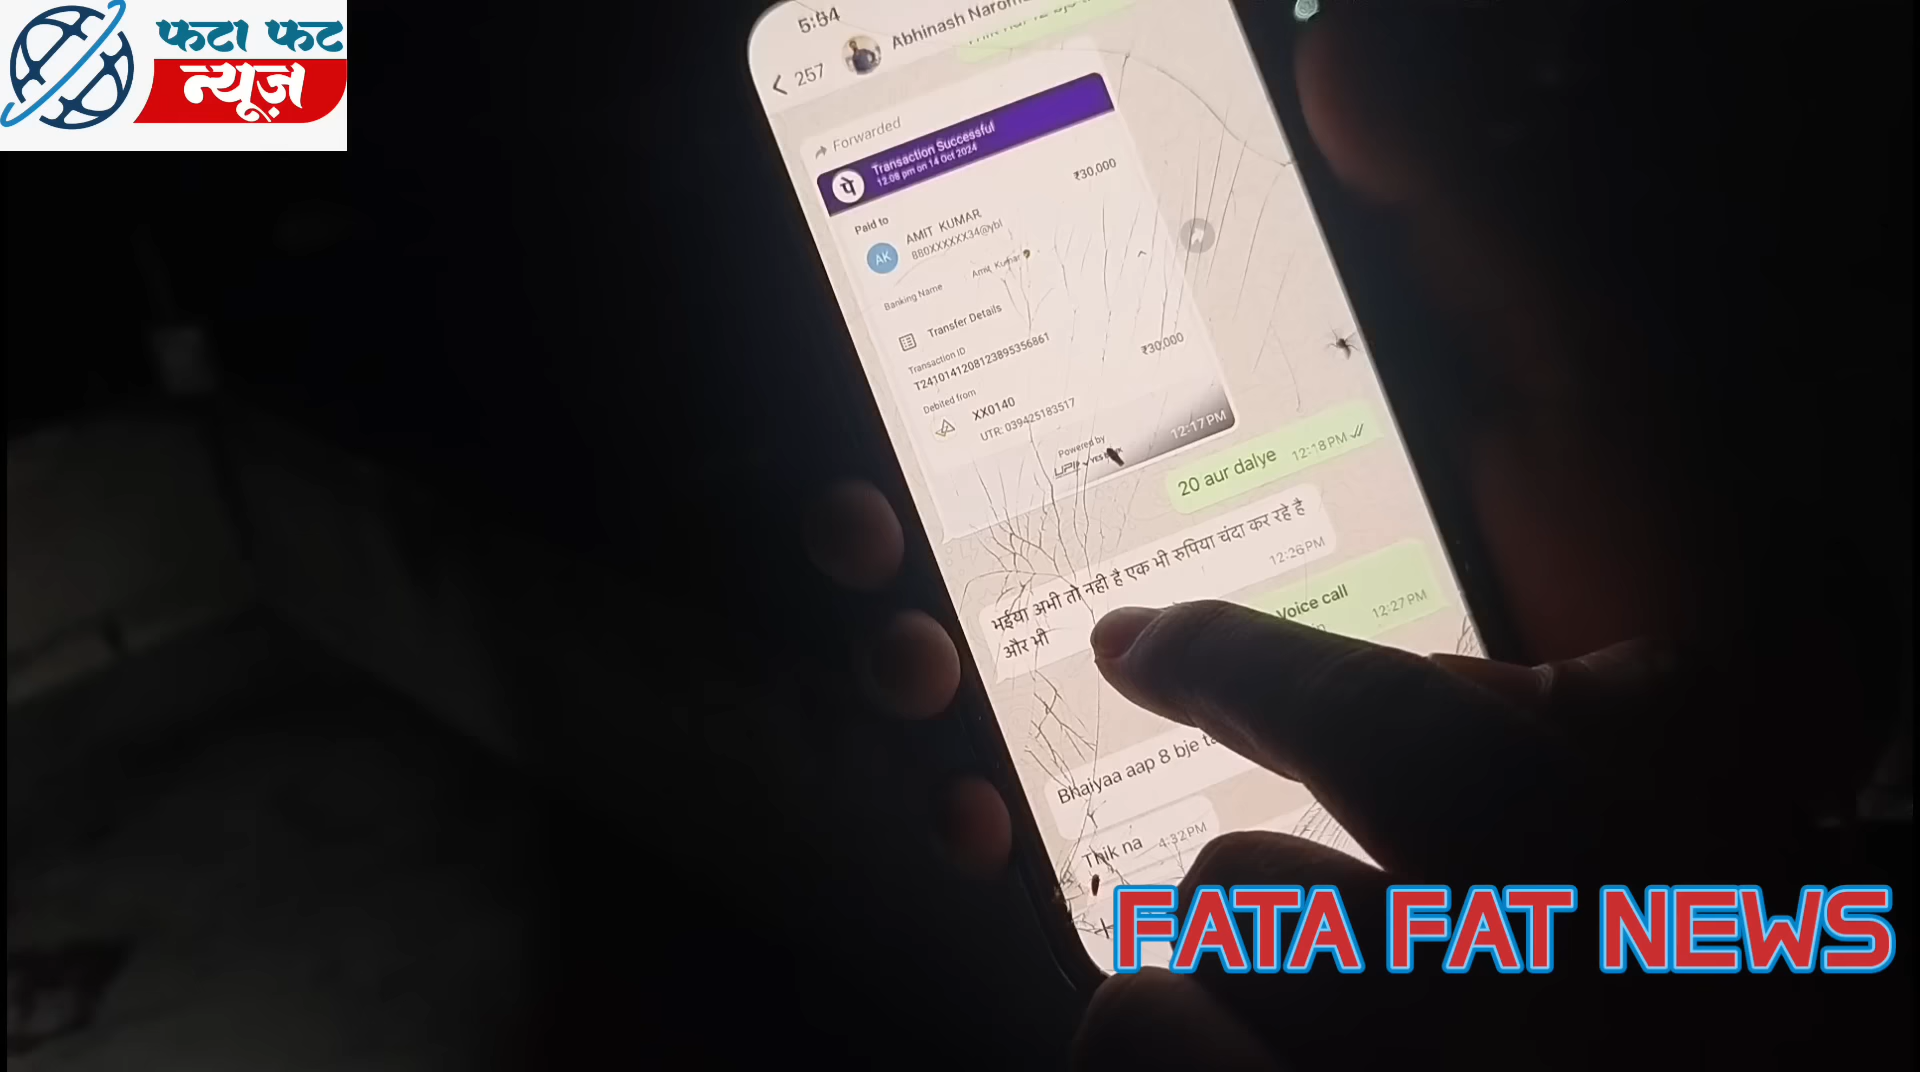 फटा फट
न्यूज़
5:54
257
Abhinash
Forwarded
Transaction Successful
12:08 pm on 14 Oct 2024
Paid to
AMIT KUMAR
₹30,000
880XXXXXX34@ybl
Banking Name
Amit Kumar
Transfer Details
Transaction ID
T2410141208123895356861
Debited from
XX0140
₹30,000
UTR: 039425183517
Powered by
UPI YES
12:17 PM
20 aur dalye 12:18 PM
भईया अभी तो नही है एक भी रुपिया चंदा कर रहे है
और भी
12:26 PM
Voice call
12:27 PM
Bhaiyaa aap 8 bje
Thik na 4:32 PM
FATA FAT NEWS